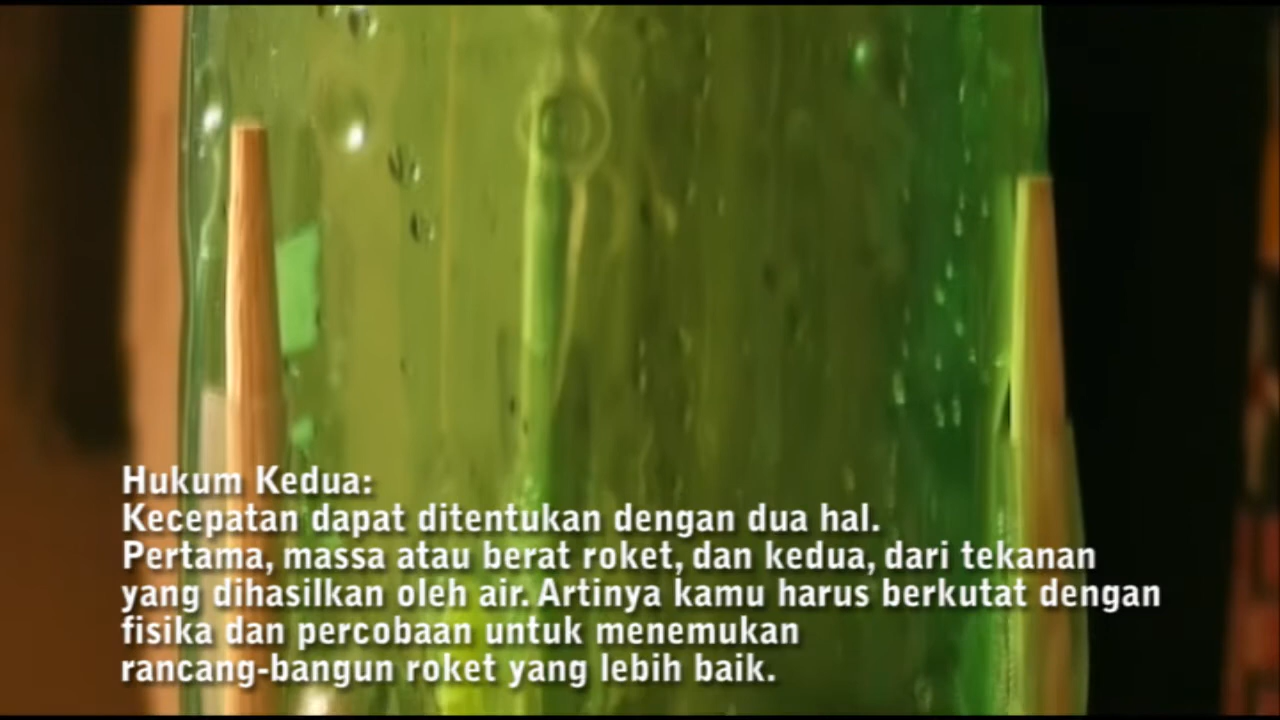 Hukum Kedua:
Kecepatan dapat ditentukan dengan dua hal.
Pertama, massa atau berat roket, dan kedua, dari tekanan
yang dihasilkan oleh air. Artinya kamu harus berkutat dengan
fisika dan percobaan untuk menemukan
rancang-bangun roket yang lebih baik.